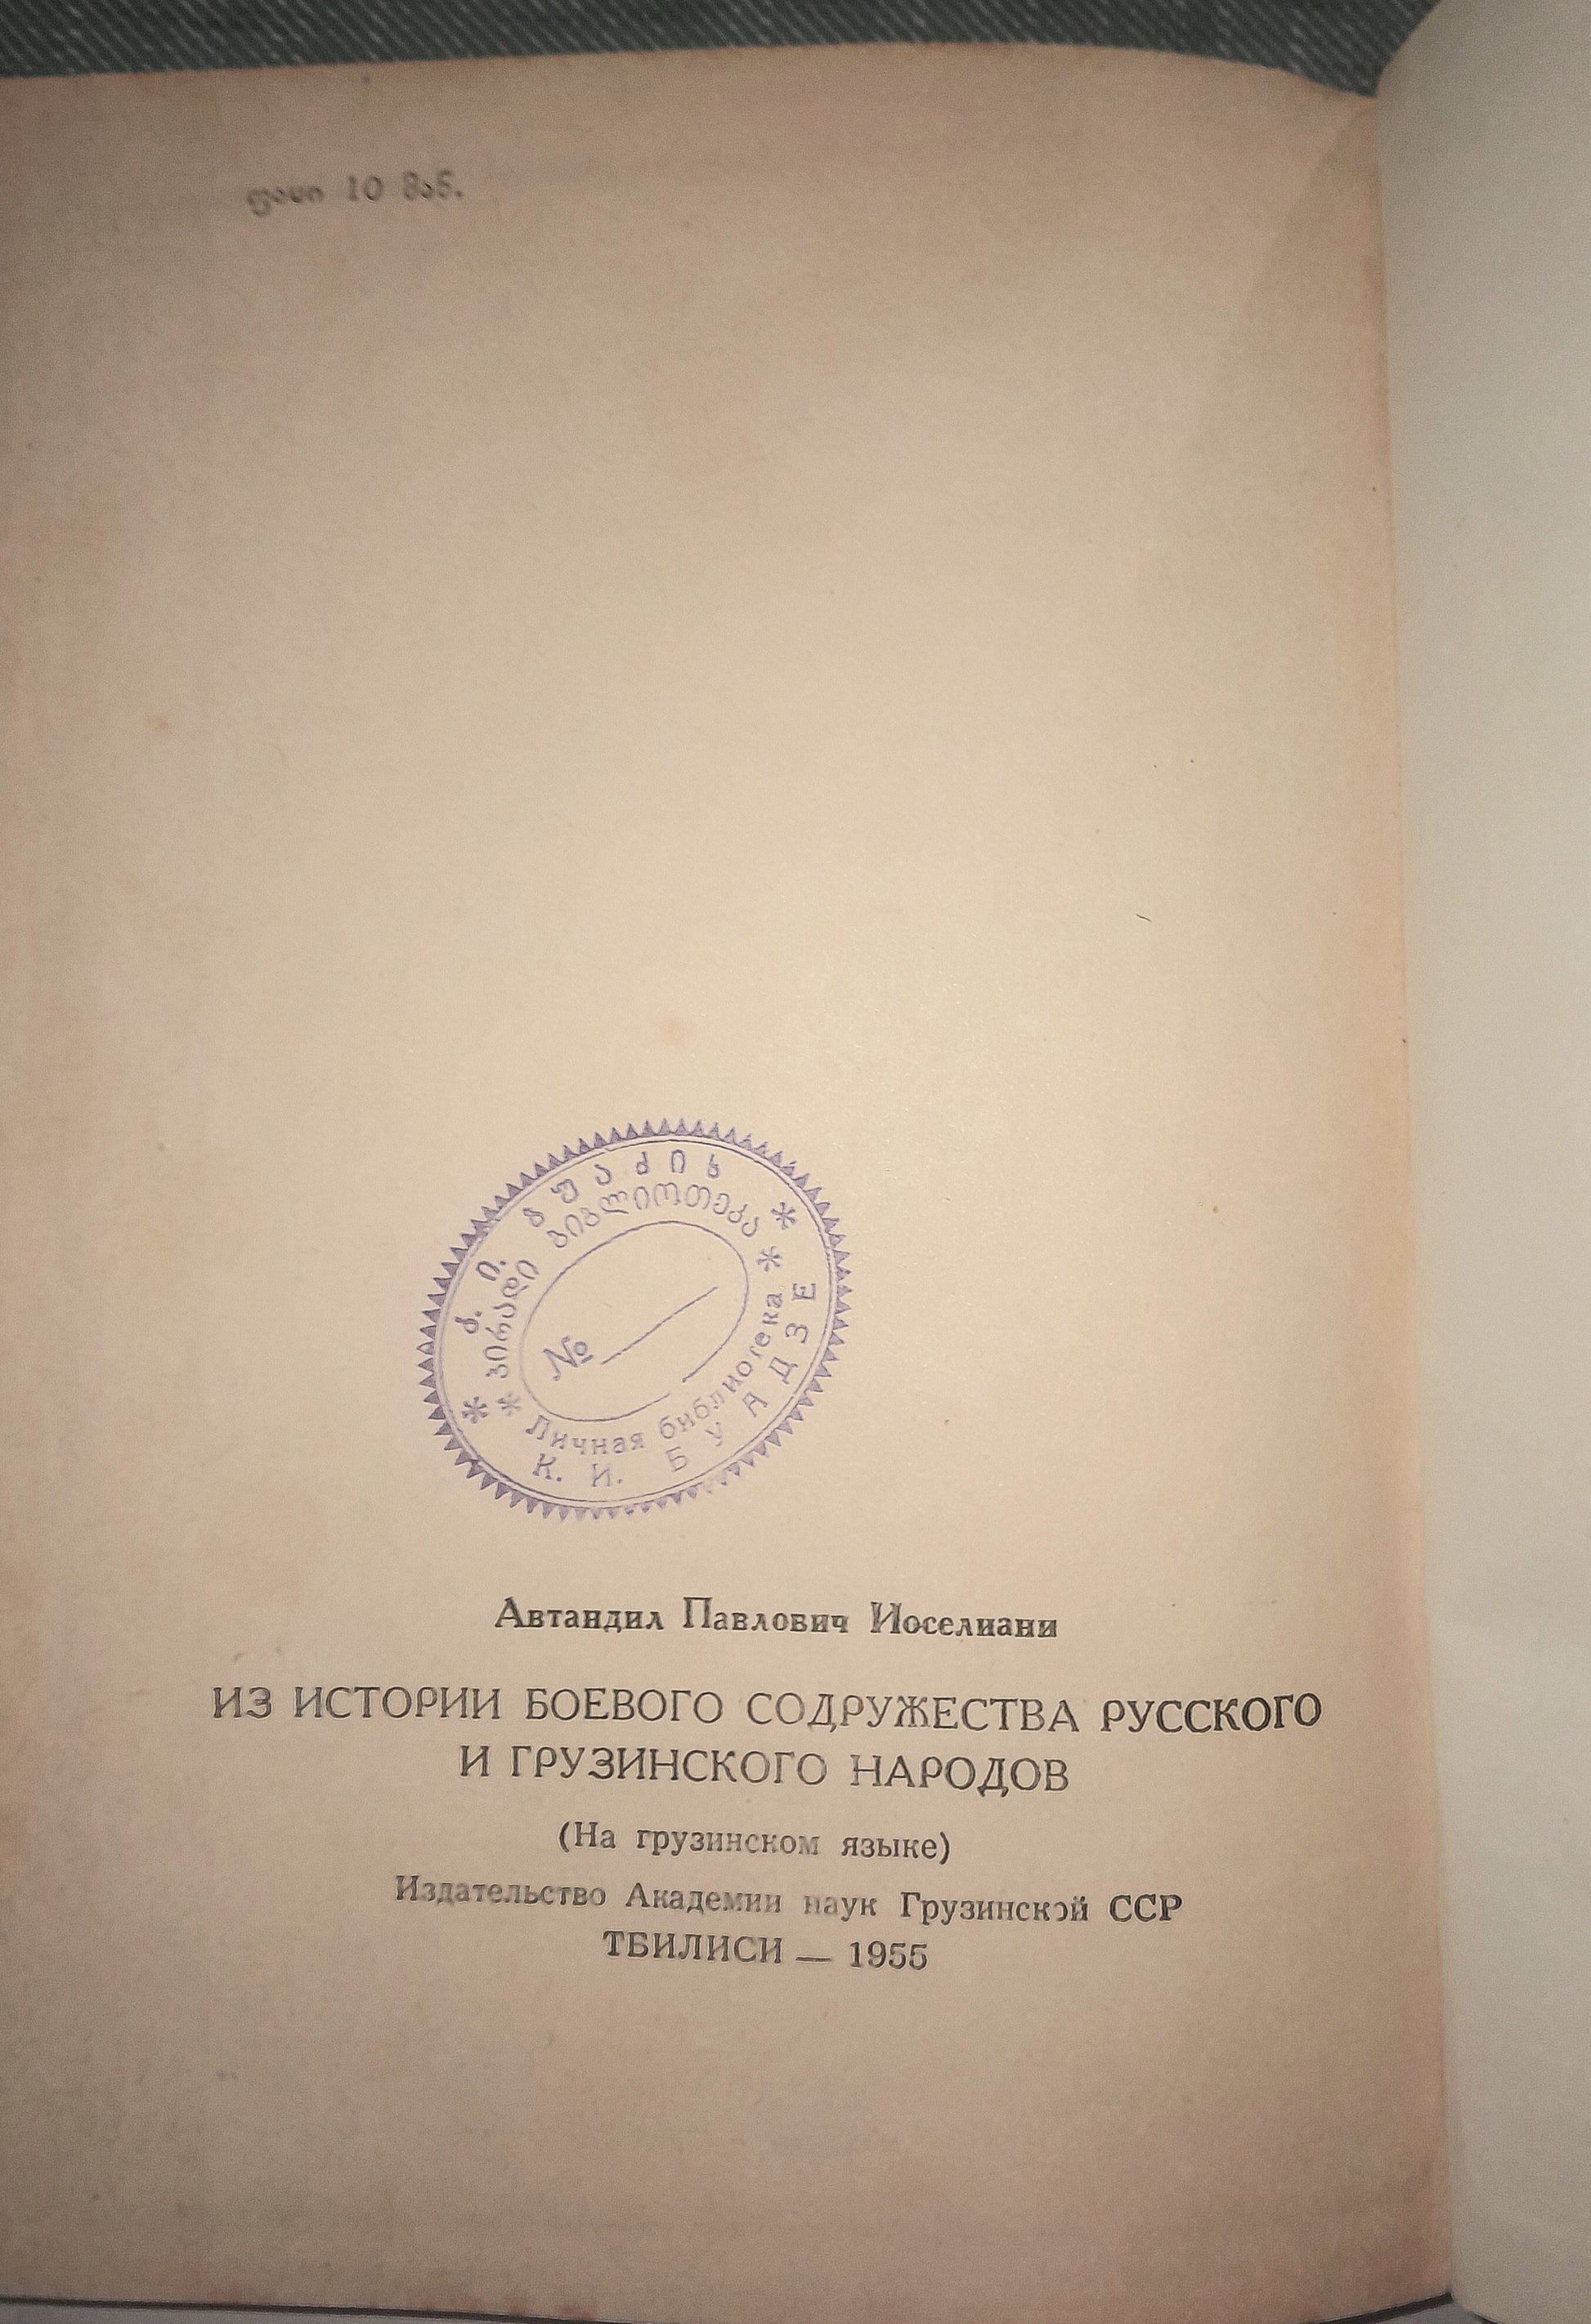 ფასი 10 მან.
კ. ი. ბუაძის
პირადი ბიბლიოთეკა
№
Личная библиотека
К. И. БУАДЗЕ
Автандил Павлович Иоселиани
ИЗ ИСТОРИИ БОЕВОГО СОДРУЖЕСТВА РУССКОГО
И ГРУЗИНСКОГО НАРОДОВ
(На грузинском языке)
Издательство Академии наук Грузинской ССР
ТБИЛИСИ — 1955